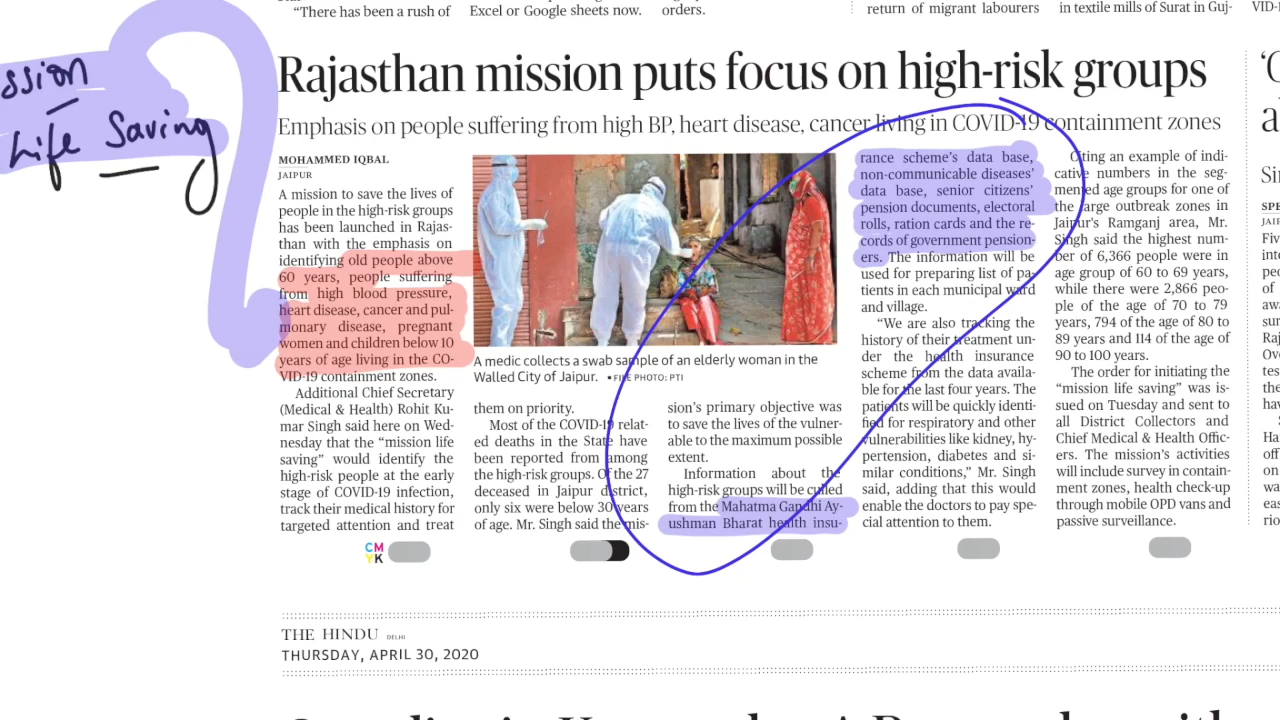 "There has been a rush of
Excel or Google sheets now.
orders.
return of migrant labourers
in textile mills of Surat in Guj-
VID-1
ssion
Life Saving
Rajasthan mission puts focus on high-risk groups
Emphasis on people suffering from high BP, heart disease, cancer living in COVID-19 containment zones
MOHAMMED IQBAL
JAIPUR
A mission to save the lives of
people in the high-risk groups
has been launched in Rajas-
than with the emphasis on
identifying old people above
60 years, people suffering
from high blood pressure,
heart disease, cancer and pul-
monary disease, pregnant
women and children below 10
years of age living in the CO-
VID-19 containment zones.
Additional Chief Secretary
(Medical & Health) Rohit Ku-
mar Singh said here on Wed-
nesday that the "mission life
saving" would identify the
high-risk people at the early
stage of COVID-19 infection,
track their medical history for
targeted attention and treat
A medic collects a swab sample of an elderly woman in the
Walled City of Jaipur. •FILE PHOTO: PTI
them on priority.
Most of the COVID-19 relat-
ed deaths in the State have
been reported from among
the high-risk groups. Of the 27
deceased in Jaipur district,
only six were below 30 years
of age. Mr. Singh said the mis-
sion's primary objective was
to save the lives of the vulner-
able to the maximum possible
extent.
Information about the
high-risk groups will be culled
from the Mahatma Gandhi Ay-
ushman Bharat health insu-
rance scheme's data base,
non-communicable diseases'
data base, senior citizens'
pension documents, electoral
rolls, ration cards and the re-
cords of government pension-
ers. The information will be
used for preparing list of pa-
tients in each municipal ward
and village.
"We are also tracking the
history of their treatment un-
der the health insurance
scheme from the data availa-
ble for the last four years. The
patients will be quickly identi-
fied for respiratory and other
vulnerabilities like kidney, hy-
pertension, diabetes and si-
milar conditions," Mr. Singh
said, adding that this would
enable the doctors to pay spe-
cial attention to them.
Citing an example of indi-
cative numbers in the seg-
mented age groups for one of
the large outbreak zones in
Jaipur's Ramganj area, Mr.
Singh said the highest num-
ber of 6,366 people were in
age group of 60 to 69 years,
while there were 2,866 peo-
ple of the age of 70 to 79
years, 794 of the age of 80 to
89 years and 114 of the age of
90 to 100 years.
The order for initiating the
"mission life saving" was is-
sued on Tuesday and sent to
all District Collectors and
Chief Medical & Health Offic-
ers. The mission's activities
will include survey in contain-
ment zones, health check-up
through mobile OPD vans and
passive surveillance.
CM
YK
THE HINDU DELHI
THURSDAY, APRIL 30, 2020